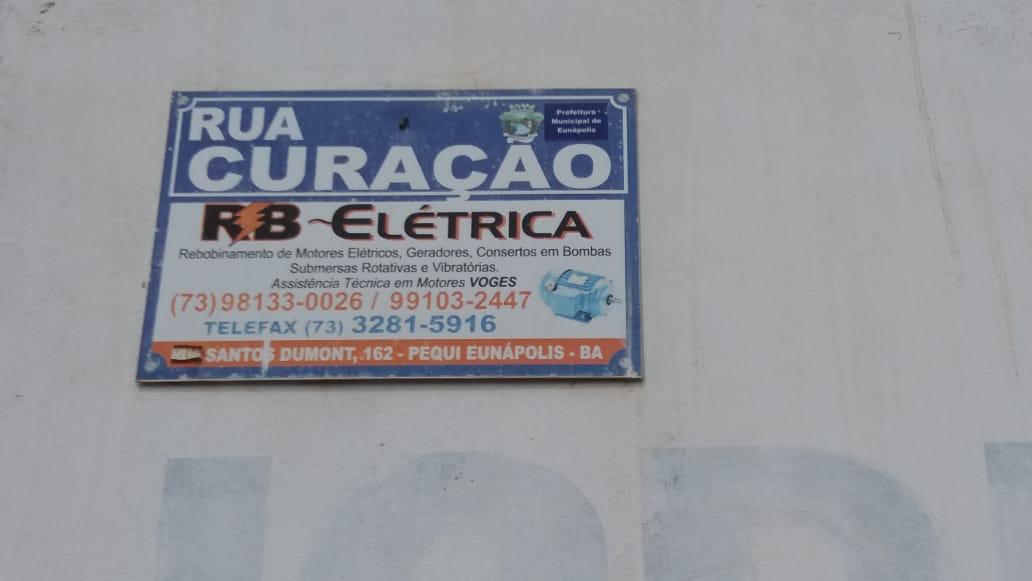 RUA
Prefeitura
Municipal de
Eunápolis
CURAÇÃO
RB ~ ELÉTRICA
Rebobinamento de Motores Elétricos, Geradores, Consertos em Bombas
Submersas Rotativas e Vibratórias.
Assistência Técnica em Motores VOGES
(73) 98133-0026 / 99103-2447
TELEFAX (73) 3281-5916
RUA SANTOS DUMONT, 162 - PEQUI EUNÁPOLIS - BA